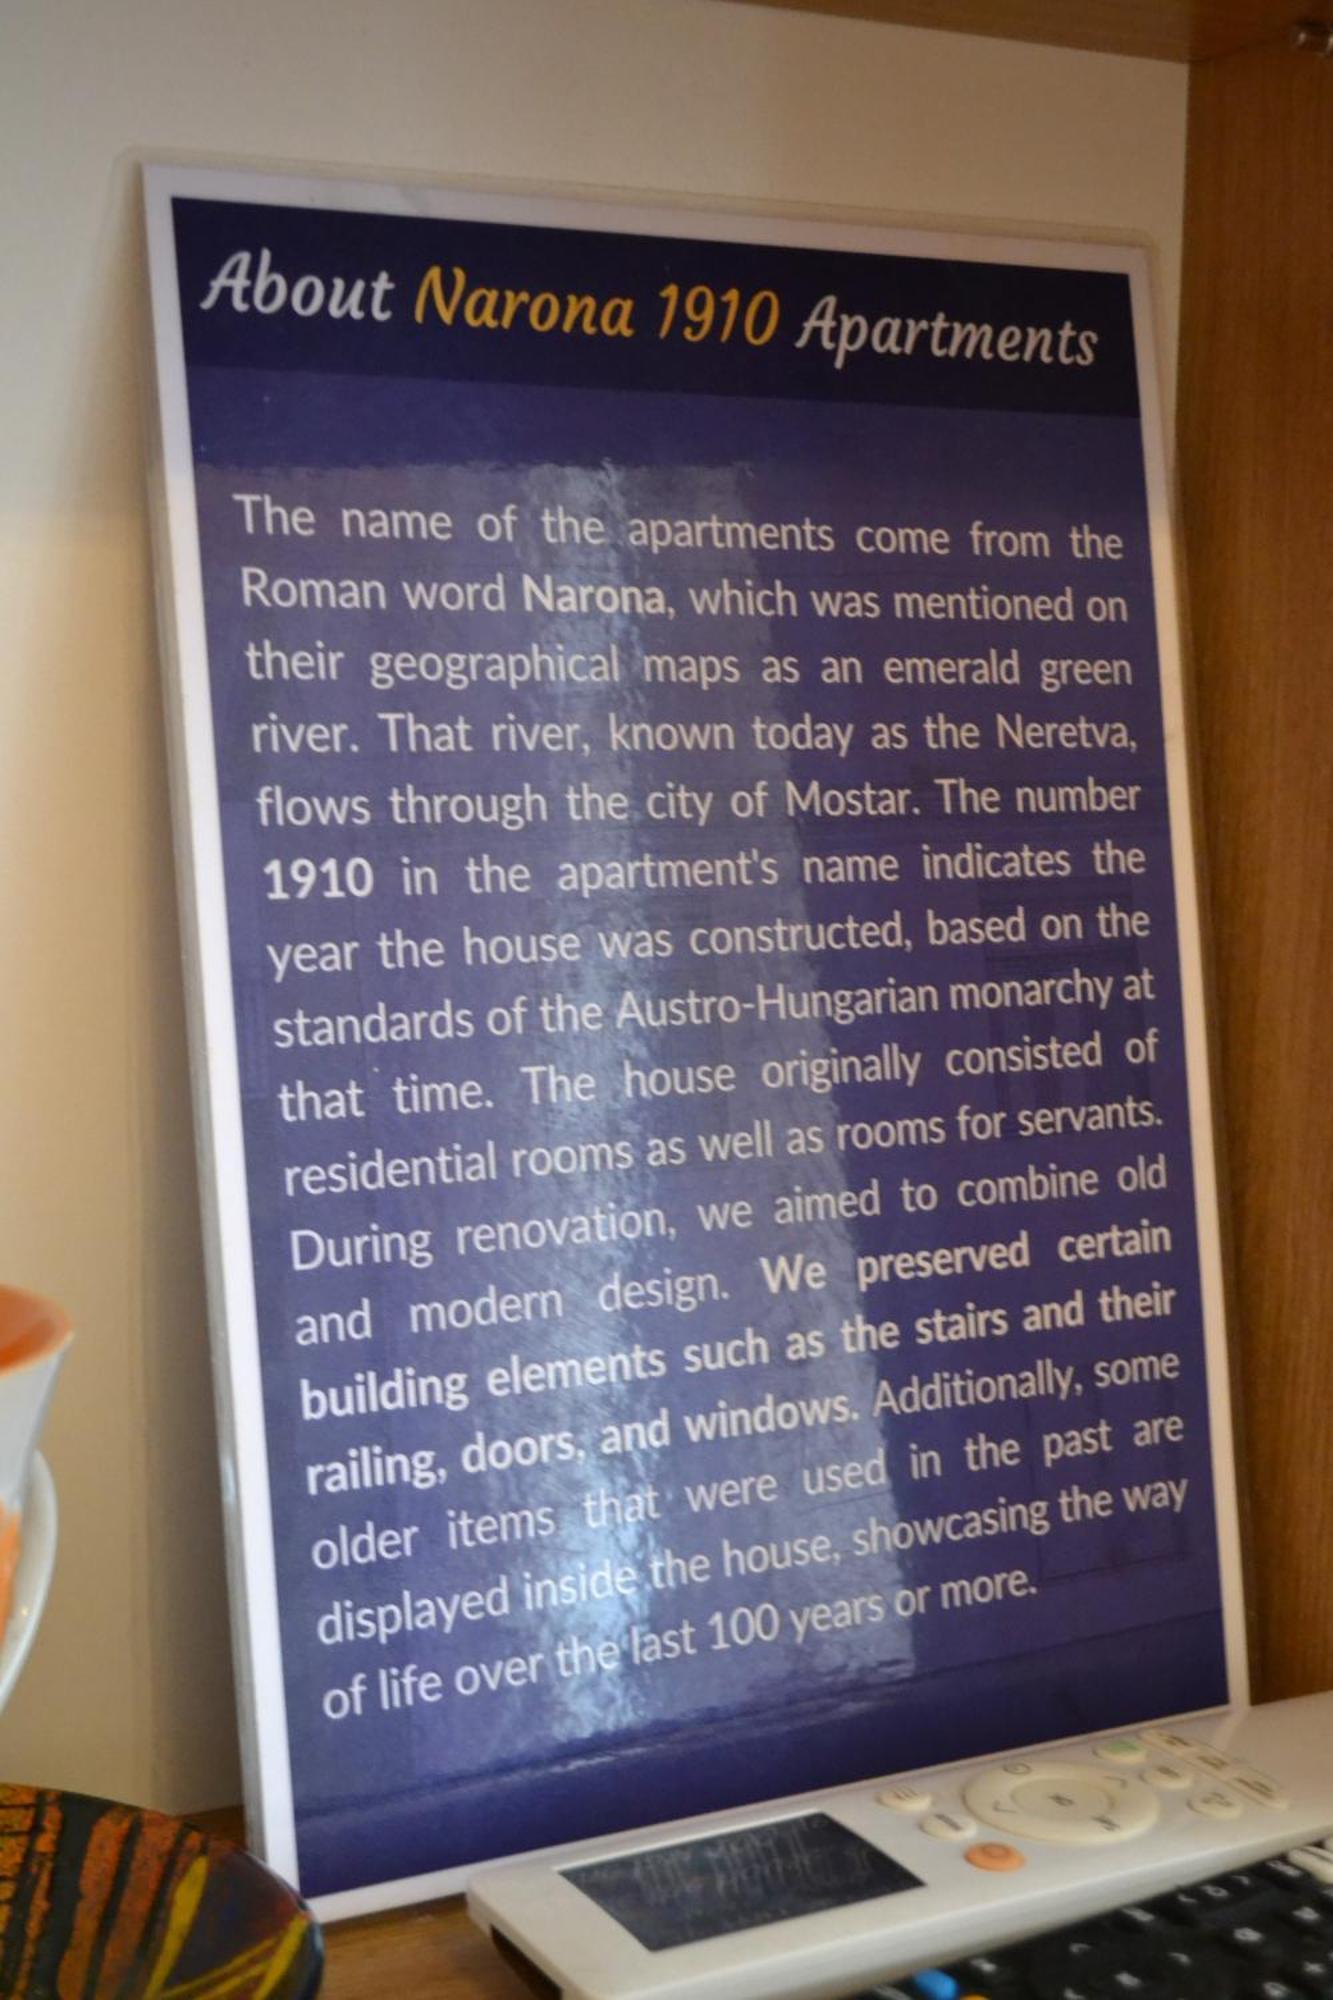 About Narona 1910 Apartments
The name of the apartments come from the
Roman word Narona, which was mentioned on
their geographical maps as an emerald green
river. That river, known today as the Neretva,
flows through the city of Mostar. The number
1910 in the apartment's name indicates the
year the house was constructed, based on the
standards of the Austro-Hungarian monarchy at
that time. The house originally consisted of
residential rooms as well as rooms for servants.
During renovation, we aimed to combine old
and modern design. We preserved certain
building elements such as the stairs and their
railing, doors, and windows. Additionally, some
older items that were used in the past are
displayed inside the house, showcasing the way
of life over the last 100 years or more.